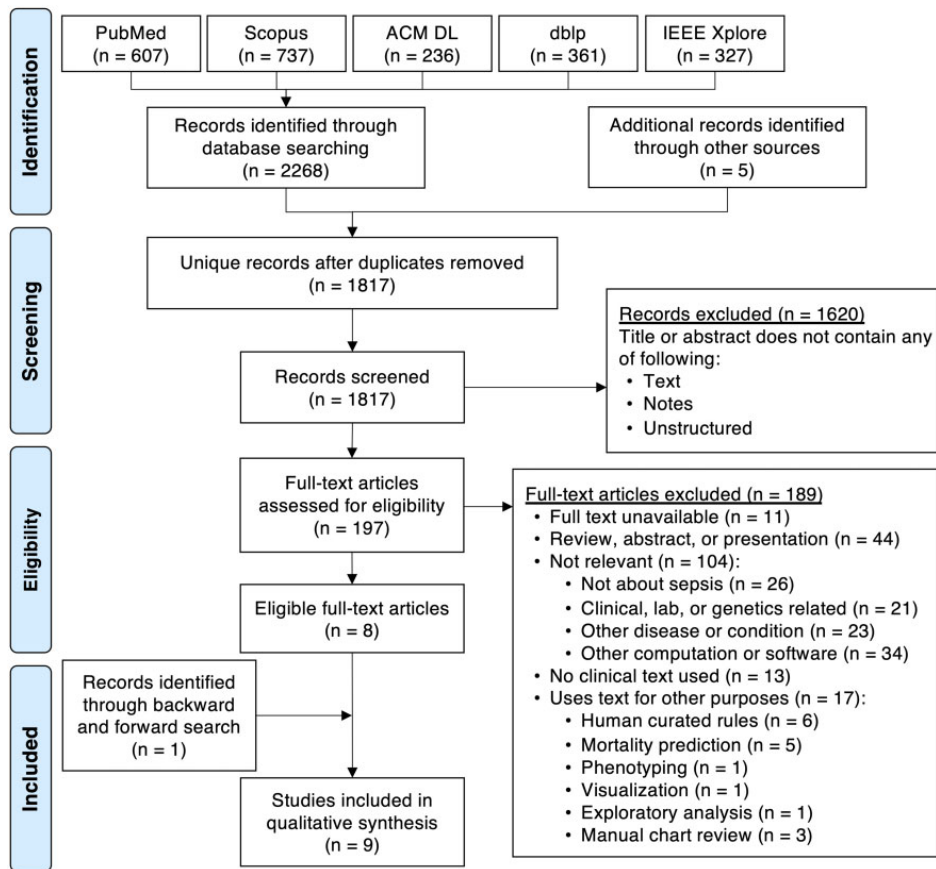 Identification
PubMed
(n = 607)
Scopus
(n = 737)
ACM DL
(n = 236)
dblp
(n = 361)
IEEE Xplore
(n = 327)
Records identified through
database searching
(n = 2268)
Additional records identified
through other sources
(n = 5)
Screening
Unique records after duplicates removed
(n = 1817)
Records screened
(n = 1817)
Records excluded (n = 1620)
Title or abstract does not contain any
of following:
• Text
• Notes
• Unstructured
Eligibility
Full-text articles
assessed for eligibility
(n = 197)
Full-text articles excluded (n = 189)
• Full text unavailable (n = 11)
• Review, abstract, or presentation (n = 44)
• Not relevant (n = 104):
• Not about sepsis (n = 26)
• Clinical, lab, or genetics related (n = 21)
• Other disease or condition (n = 23)
• Other computation or software (n = 34)
• No clinical text used (n = 13)
• Uses text for other purposes (n = 17):
• Human curated rules (n = 6)
• Mortality prediction (n = 5)
• Phenotyping (n = 1)
• Visualization (n = 1)
• Exploratory analysis (n = 1)
• Manual chart review (n = 3)
Eligible full-text articles
(n = 8)
Included
Records identified
through backward
and forward search
(n = 1)
Studies included in
qualitative synthesis
(n = 9)